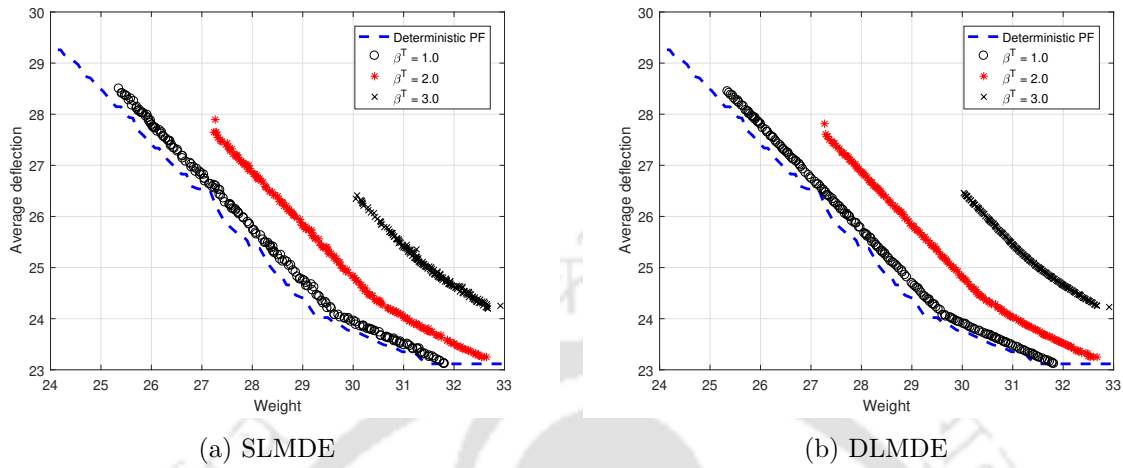 30
29
28
27
26
25
24
23
24 25 26 27 28 29 30 31 32 33
Average deflection
Weight
Deterministic PF
β^T = 1.0
β^T = 2.0
β^T = 3.0
(a) SLMDE
30
29
28
27
26
25
24
23
24 25 26 27 28 29 30 31 32 33
Average deflection
Weight
Deterministic PF
β^T = 1.0
β^T = 2.0
β^T = 3.0
(b) DLMDE